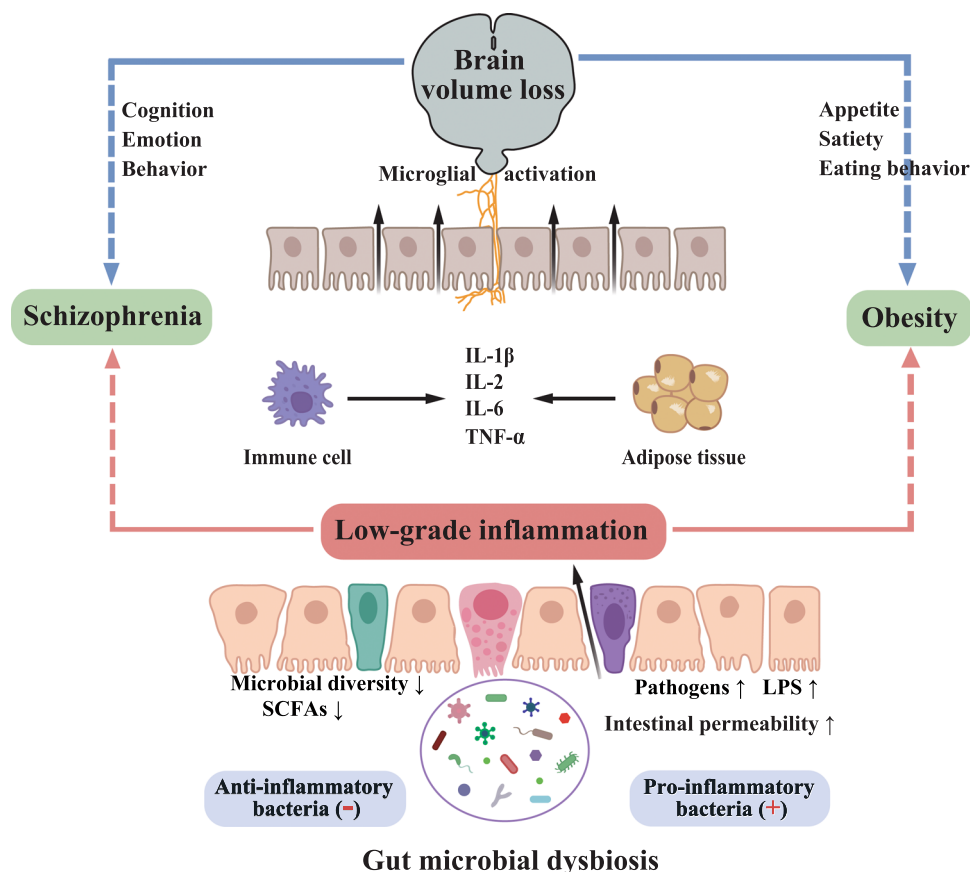 Brain
volume loss
Cognition
Emotion
Behavior
Appetite
Satiety
Eating behavior
Microglial activation
Schizophrenia
Obesity
IL-1β
IL-2
IL-6
TNF-α
Immune cell
Adipose tissue
Low-grade inflammation
Microbial diversity ↓
SCFAs ↓
Pathogens ↑ LPS ↑
Intestinal permeability ↑
Anti-inflammatory
bacteria (-)
Pro-inflammatory
bacteria (+)
Gut microbial dysbiosis